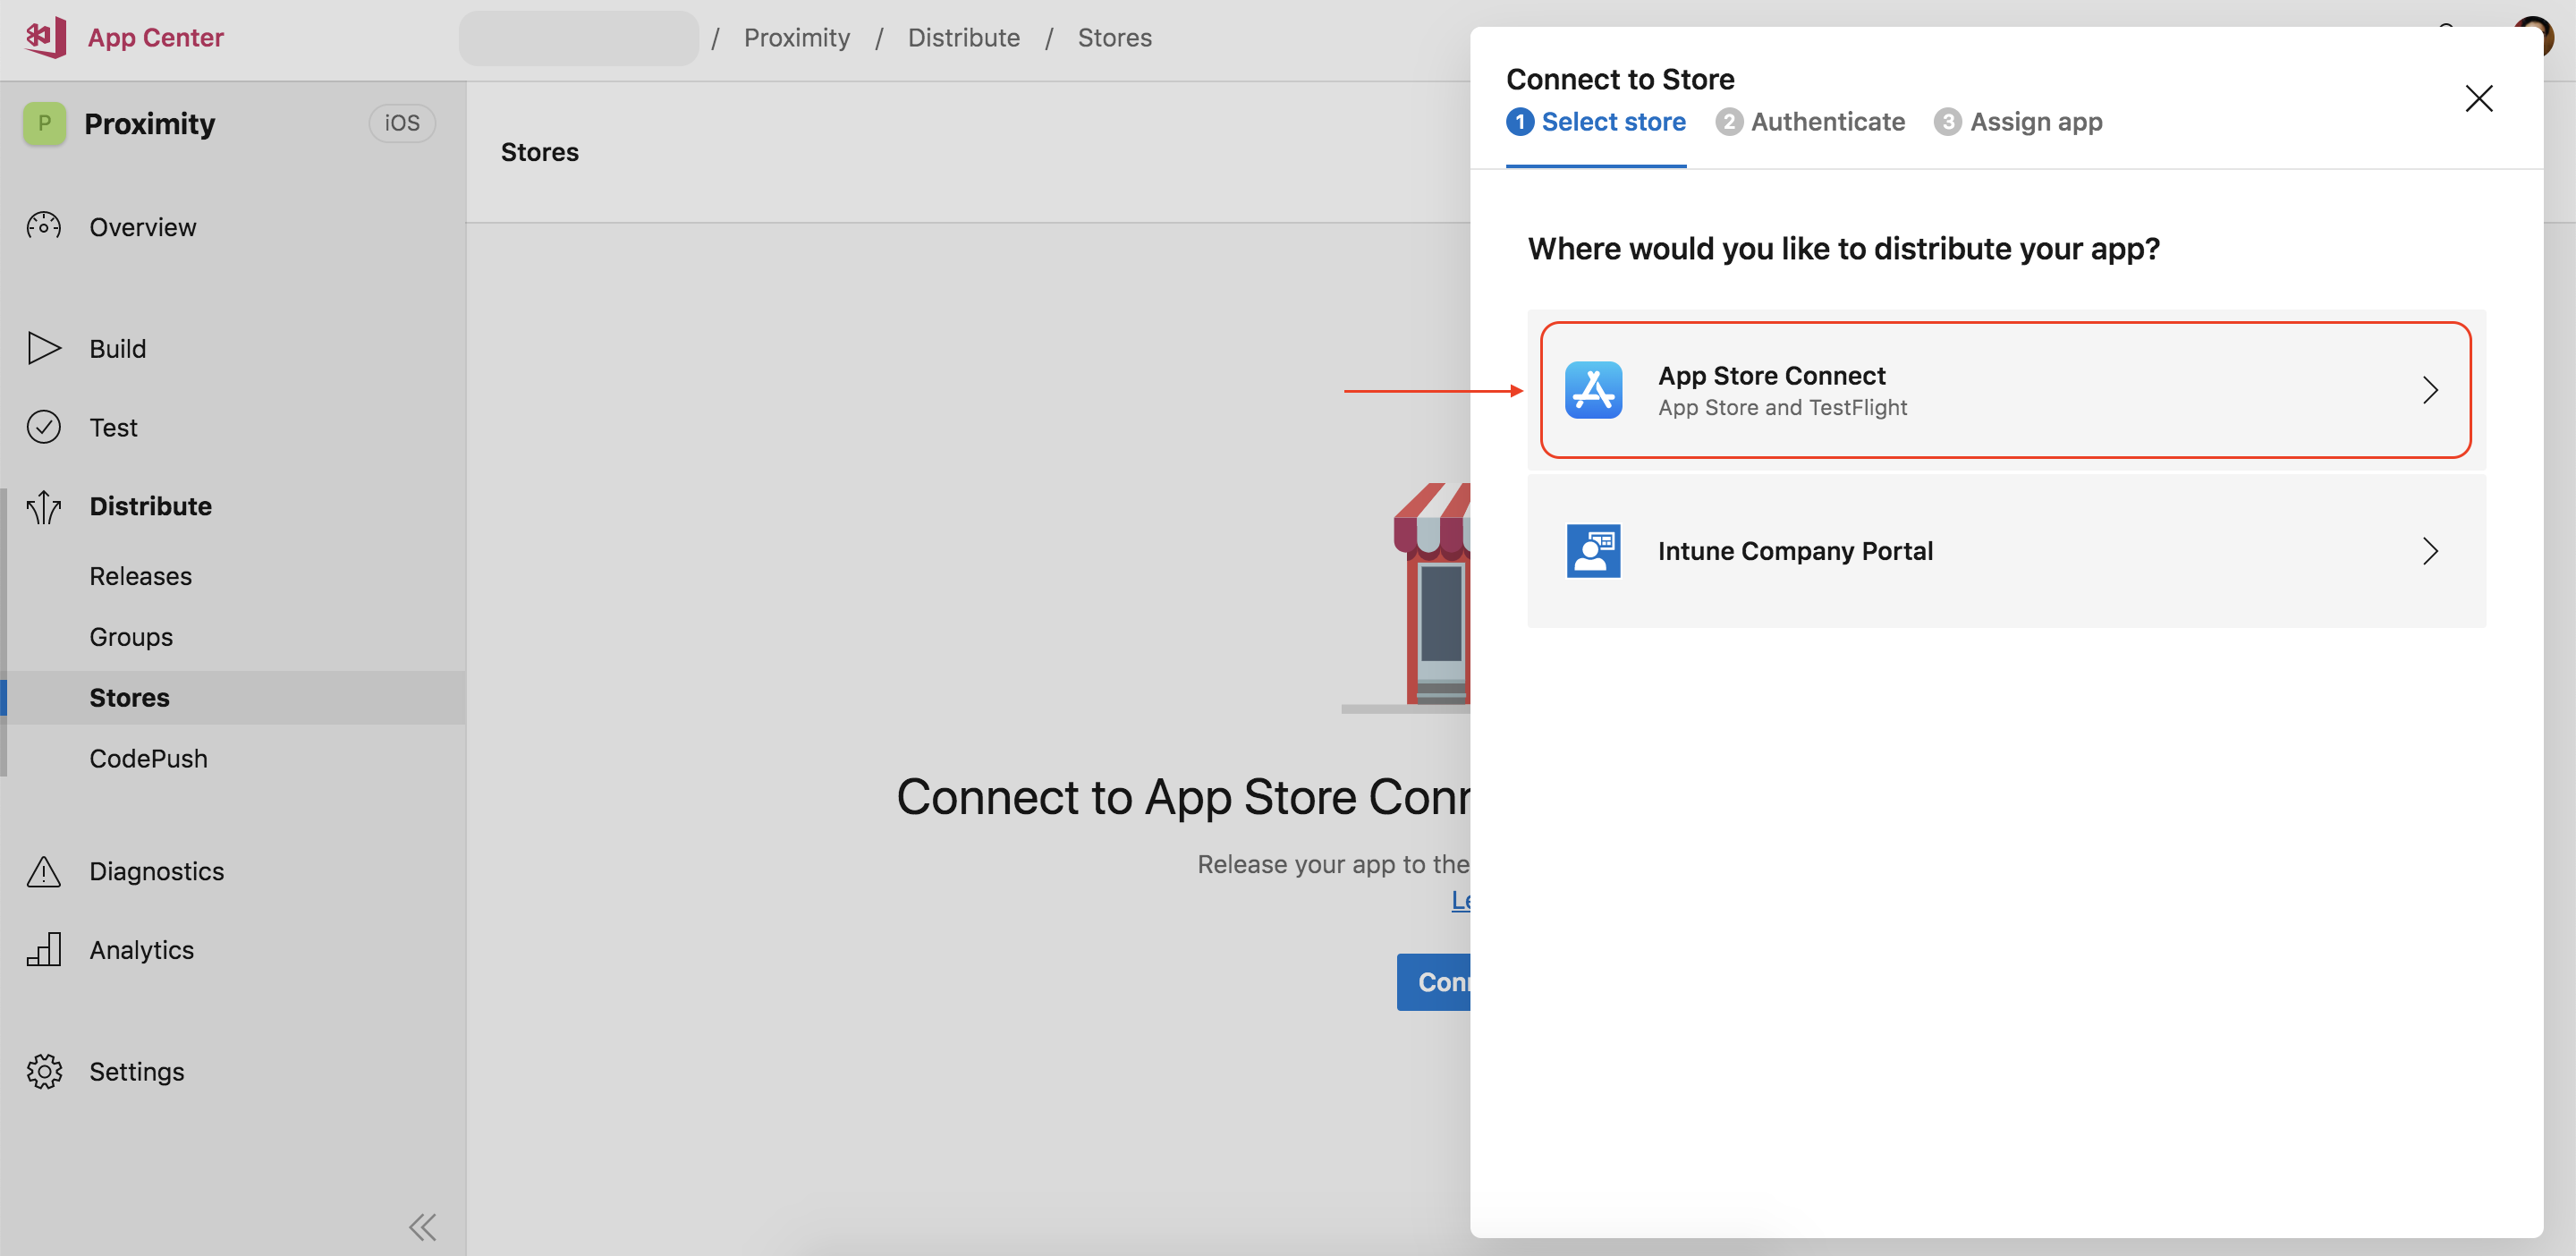 App Center
/ Proximity / Distribute / Stores
P Proximity iOS
Overview
Build
Test
Distribute
Releases
Groups
Stores
CodePush
Diagnostics
Analytics
Settings
Stores
Connect to App Store
Release your app to the
Connect to Store
1 Select store 2 Authenticate 3 Assign app
Where would you like to distribute your app?
App Store Connect
App Store and TestFlight
Intune Company Portal